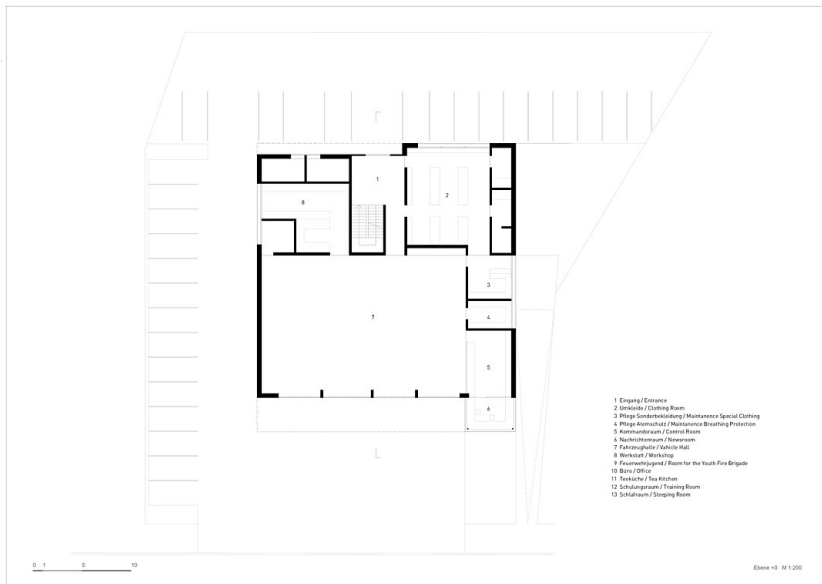 1
2
8
3
4
7
5
6
1 Eingang / Entrance
2 Umkleide / Clothing Room
3 Pflege Sonderbekleidung / Maintanence Special Clothing
4 Pflege Atemschutz / Maintanence Breathing Protection
5 Kommandoraum / Control Room
6 Nachrichtenraum / Newsroom
7 Fahrzeughalle / Vehicle Hall
8 Werkstatt / Workshop
9 Feuerwehrjugend / Room for the Youth Fire Brigade
10 Büro / Office
11 Teeküche / Tea Kitchen
12 Schulungsraum / Training Room
13 Schlafraum / Sleeping Room
0 1 5 10
Ebene +0 M 1:200